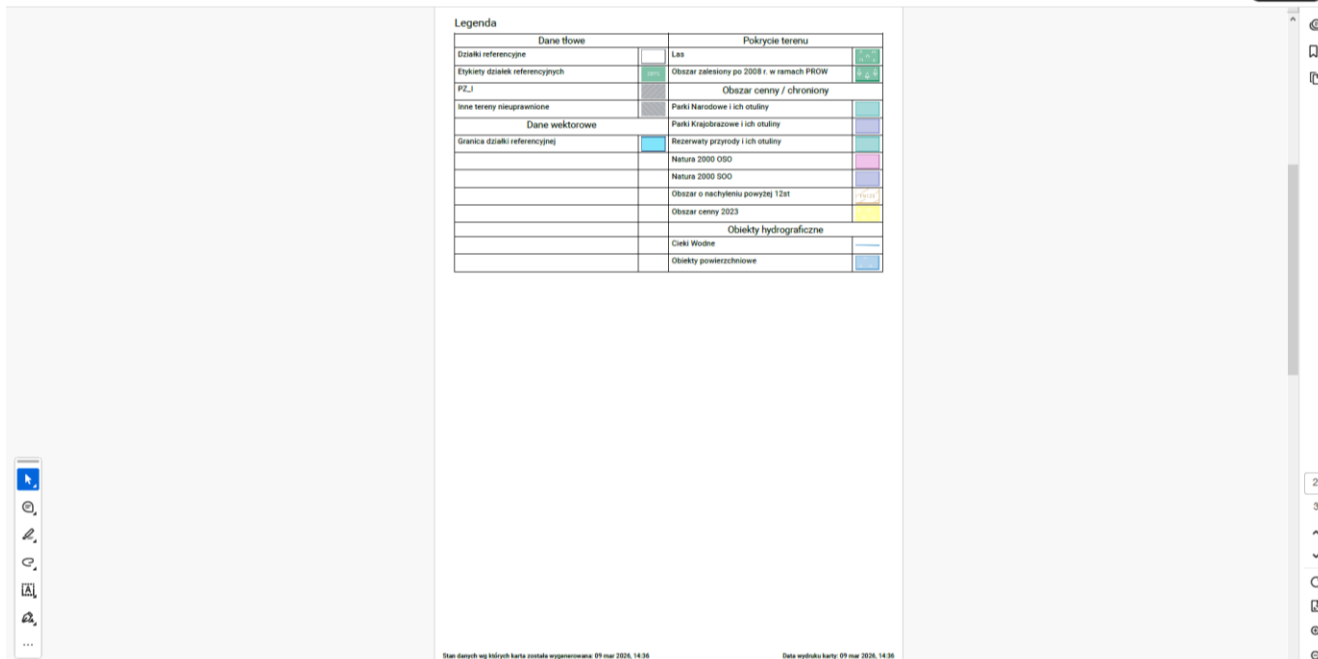 Legenda
Dane tłowe
Działki referencyjne
Etykiety działek referencyjnych
PZ_I
Inne tereny nieuprawnione
Dane wektorowe
Granica działki referencyjnej
Pokrycie terenu
Las
Obszar zalesiony po 2008 r. w ramach PROW
Obszar cenny / chroniony
Parki Narodowe i ich otuliny
Parki Krajobrazowe i ich otuliny
Rezerwaty przyrody i ich otuliny
Natura 2000 OSO
Natura 2000 SOO
Obszar o nachyleniu powyżej 12st
Obszar cenny 2023
Obiekty hydrograficzne
Cieki Wodne
Obiekty powierzchniowe
Stan danych wg których karta została wygenerowana: 09 mar 2026, 14:36
Data wydruku karty: 09 mar 2026, 14:36
2
3